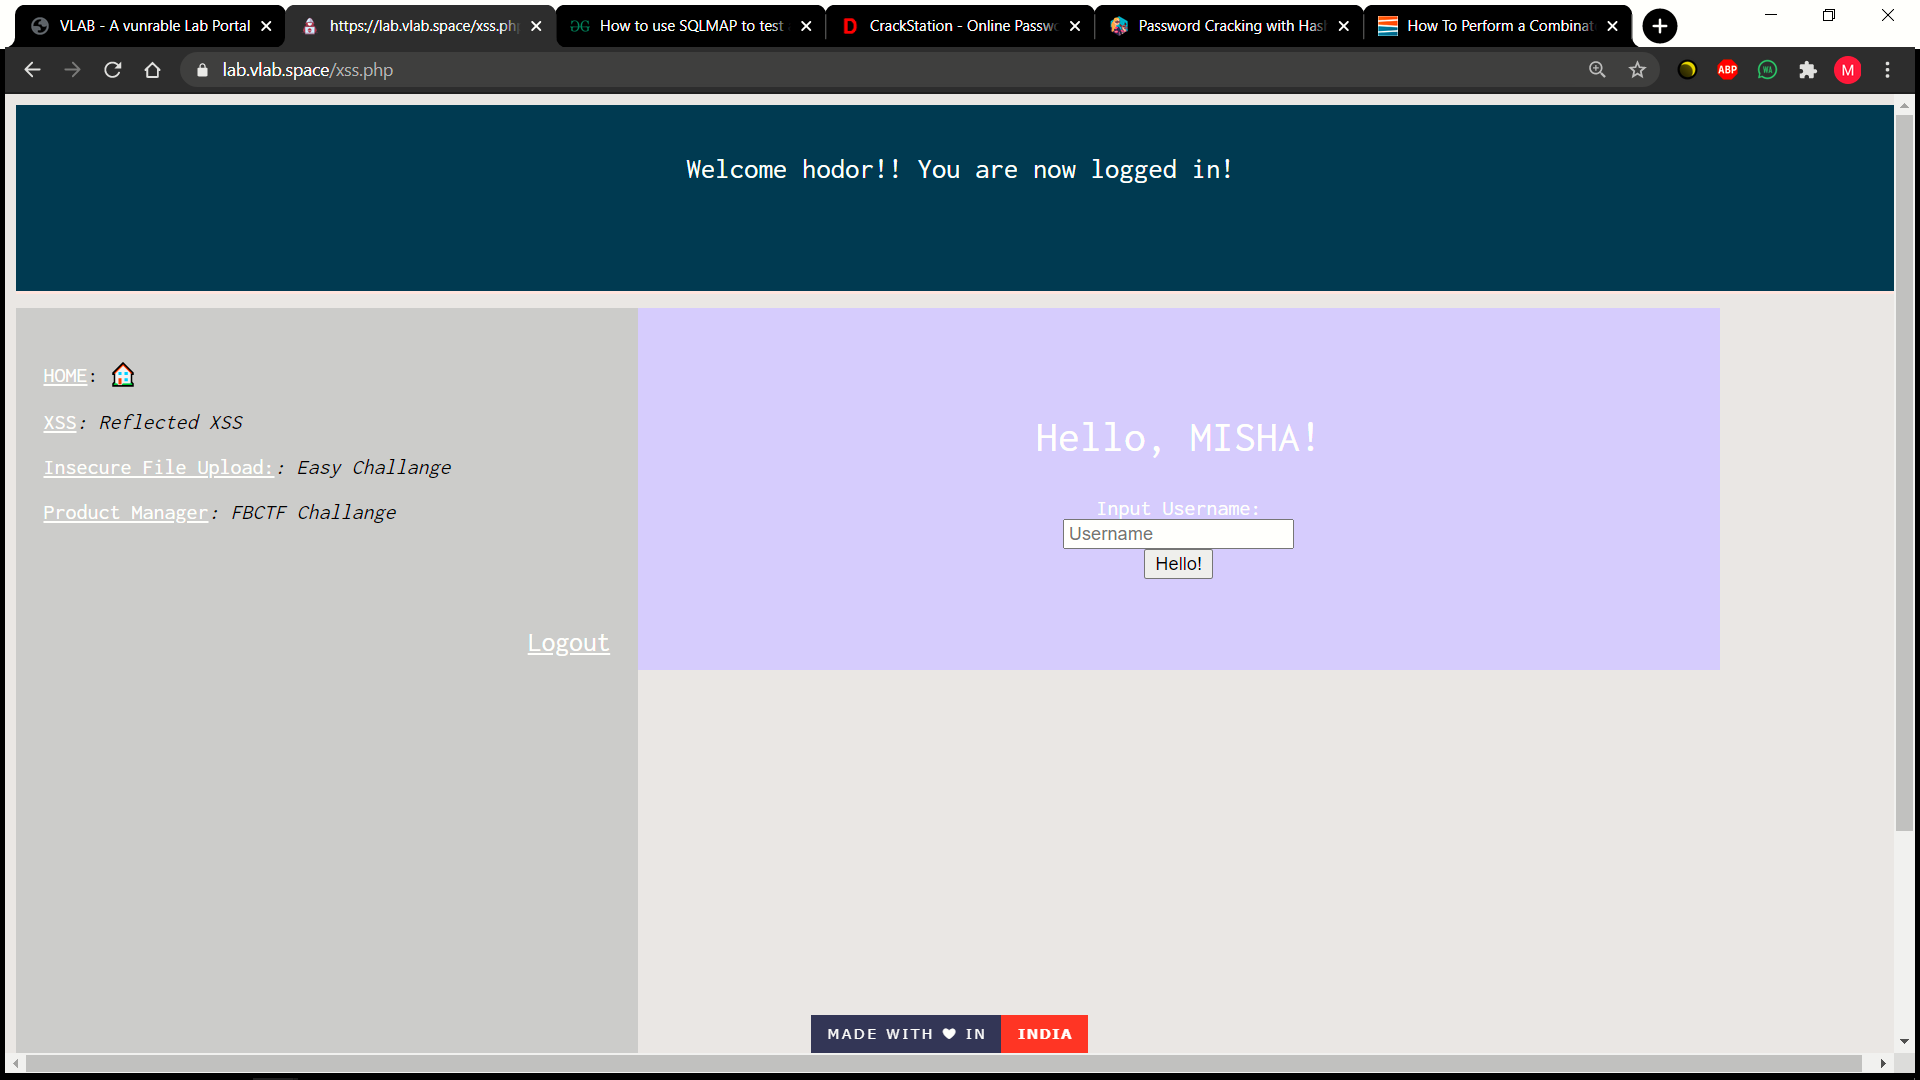 VLAB - A vunrable Lab Portal
https://lab.vlab.space/xss.ph
How to use SQLMAP to test
CrackStation - Online Passw
Password Cracking with Has
How To Perform a Combinat
lab.vlab.space/xss.php
ABP
WA
M
Welcome hodor!! You are now logged in!
HOME:
XSS: Reflected XSS
Insecure File Upload:: Easy Challange
Product Manager: FBCTF Challange
Logout
Hello, MISHA!
Input Username:
Username
Hello!
MADE WITH IN INDIA